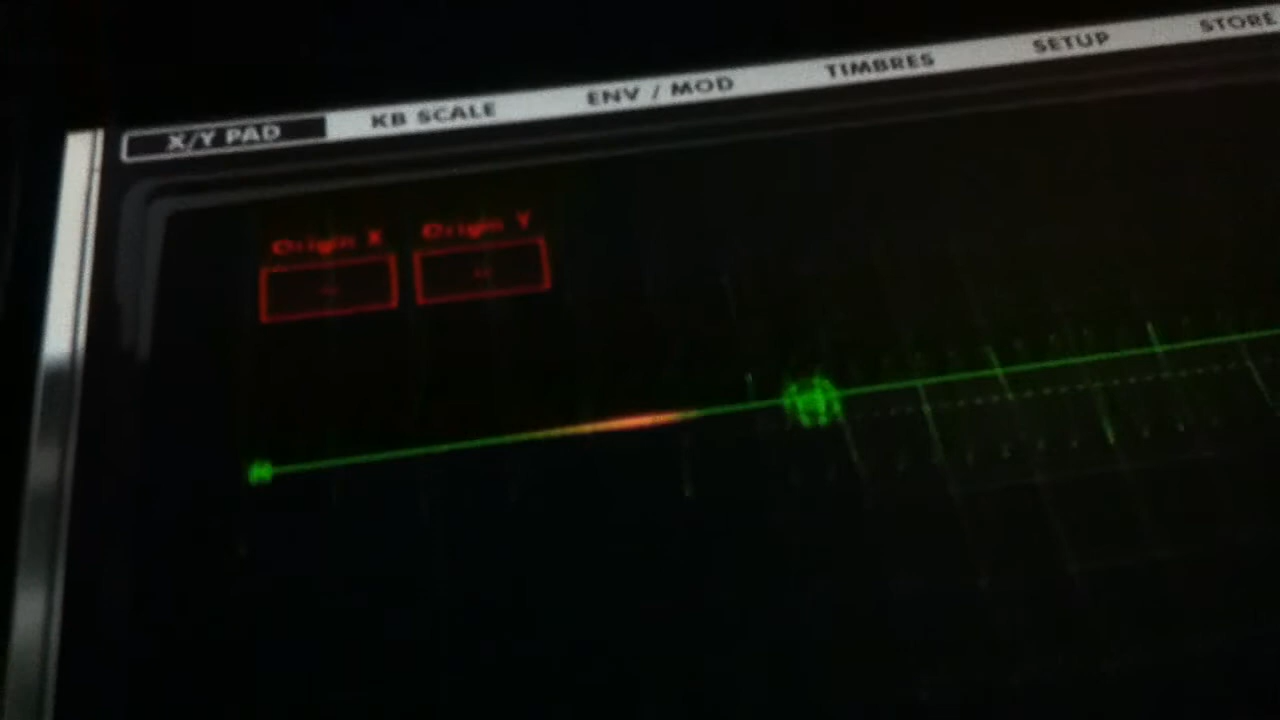 X/Y PAD KB SCALE ENV / MOD TIMBRES SETUP STORE
Origin X Origin Y